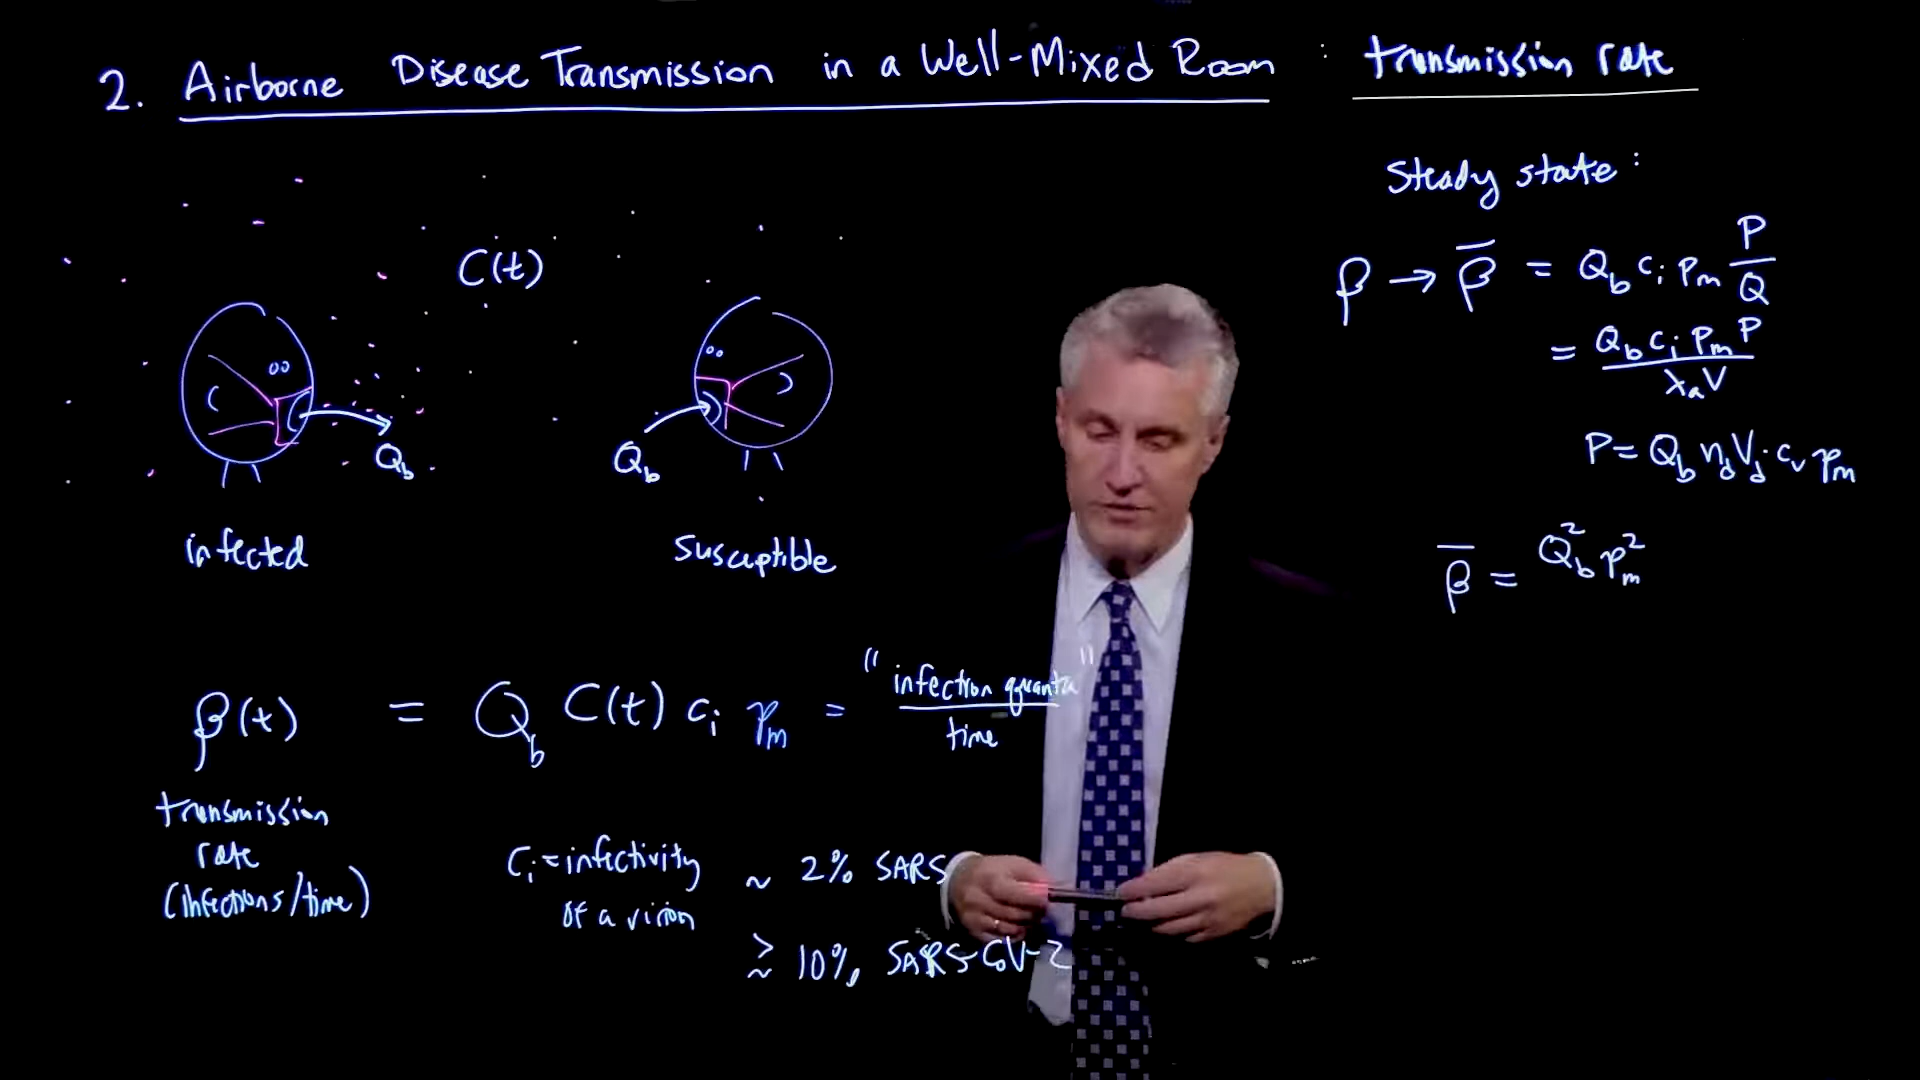 2. Airborne Disease Transmission in a Well-Mixed Room : transmission rate
Steady state:
C(t)
β → β̅ = Q_b c_i p_m P/Q
= Q_b c_i p_m P / λ_a V
Q_b
Q_b
P = Q_b n_d V_d c_v p_m
infected
susceptible
β̅ = Q_b² p_m²
β(t) = Q_b C(t) c_i p_m = "infection quanta / time"
transmission
rate
(infections/time)
c_i = infectivity
of a virion
~ 2% SARS
≳ 10% SARS-CoV-2